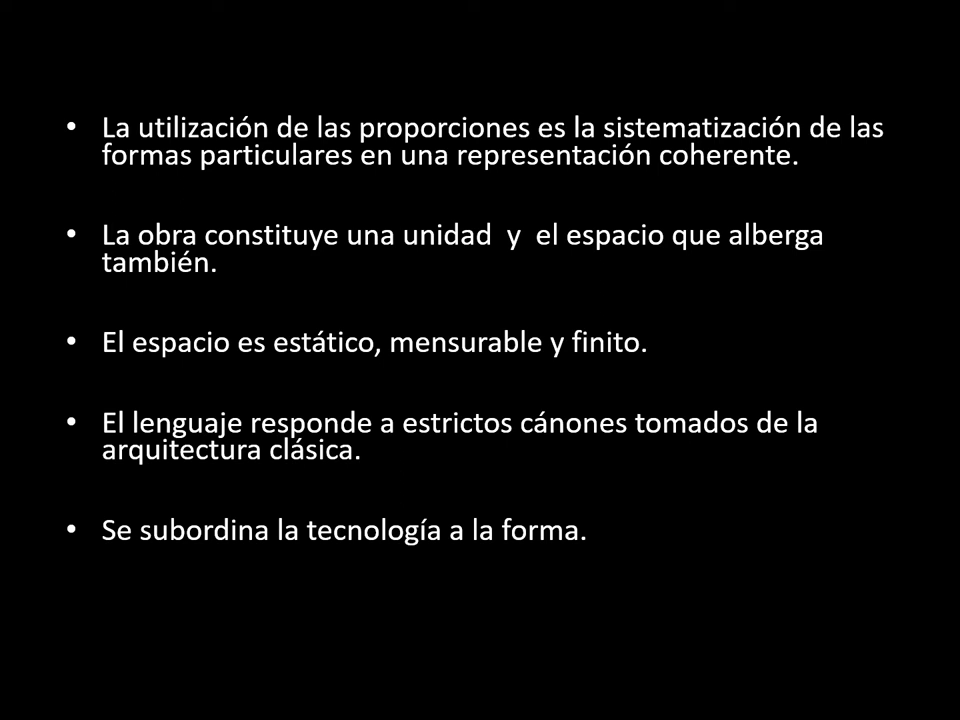 • La utilización de las proporciones es la sistematización de las
formas particulares en una representación coherente.
• La obra constituye una unidad  y  el espacio que alberga
también.
• El espacio es estático, mensurable y finito.
• El lenguaje responde a estrictos cánones tomados de la
arquitectura clásica.
• Se subordina la tecnología a la forma.